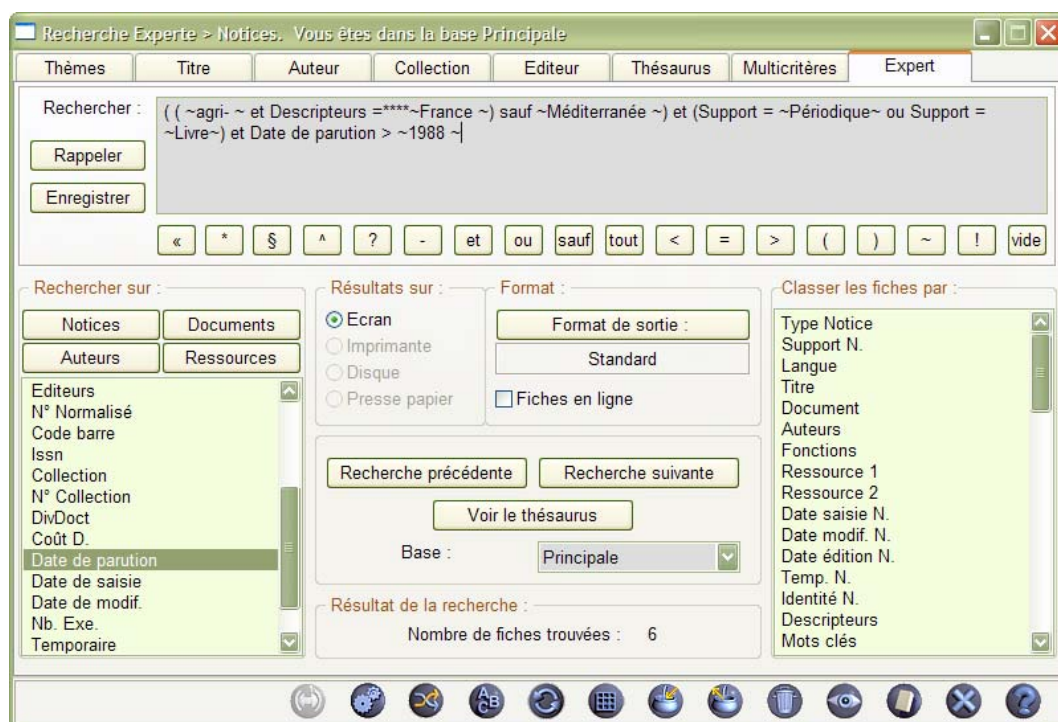 Recherche Experte > Notices. Vous êtes dans la base Principale
Thèmes Titre Auteur Collection Editeur Thésaurus Multicritères Expert
Rechercher :
( ( ~agri- ~ et Descripteurs =****~France ~) sauf ~Méditerranée ~) et (Support = ~Périodique~ ou Support =
~Livre~) et Date de parution > ~1988 ~
Rappeler
Enregistrer
« * § ^ ? - et ou sauf tout < = > ( ) ~ ! vide
Rechercher sur :
Notices Documents
Auteurs Ressources
Editeurs
N° Normalisé
Code barre
Issn
Collection
N° Collection
DivDoct
Coût D.
Date de parution
Date de saisie
Date de modif.
Nb. Exe.
Temporaire
Résultats sur :
Ecran
Imprimante
Disque
Presse papier
Format :
Format de sortie :
Standard
Fiches en ligne
Recherche précédente Recherche suivante
Voir le thésaurus
Base : Principale
Résultat de la recherche :
Nombre de fiches trouvées : 6
Classer les fiches par :
Type Notice
Support N.
Langue
Titre
Document
Auteurs
Fonctions
Ressource 1
Ressource 2
Date saisie N.
Date modif. N.
Date édition N.
Temp. N.
Identité N.
Descripteurs
Mots clés
A C B
?